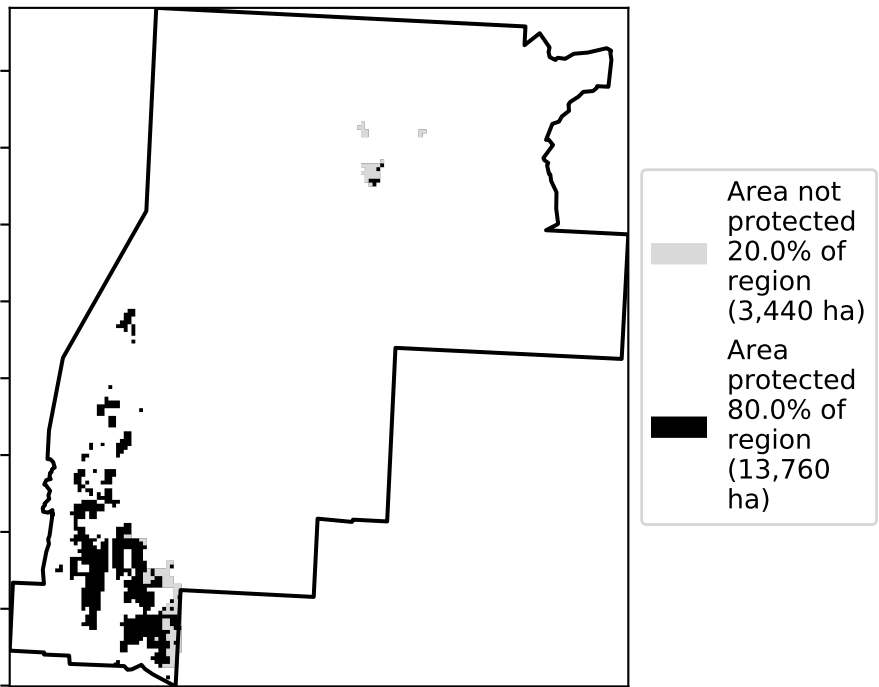 Area not
protected
20.0% of
region
(3,440 ha)
Area
protected
80.0% of
region
(13,760
ha)